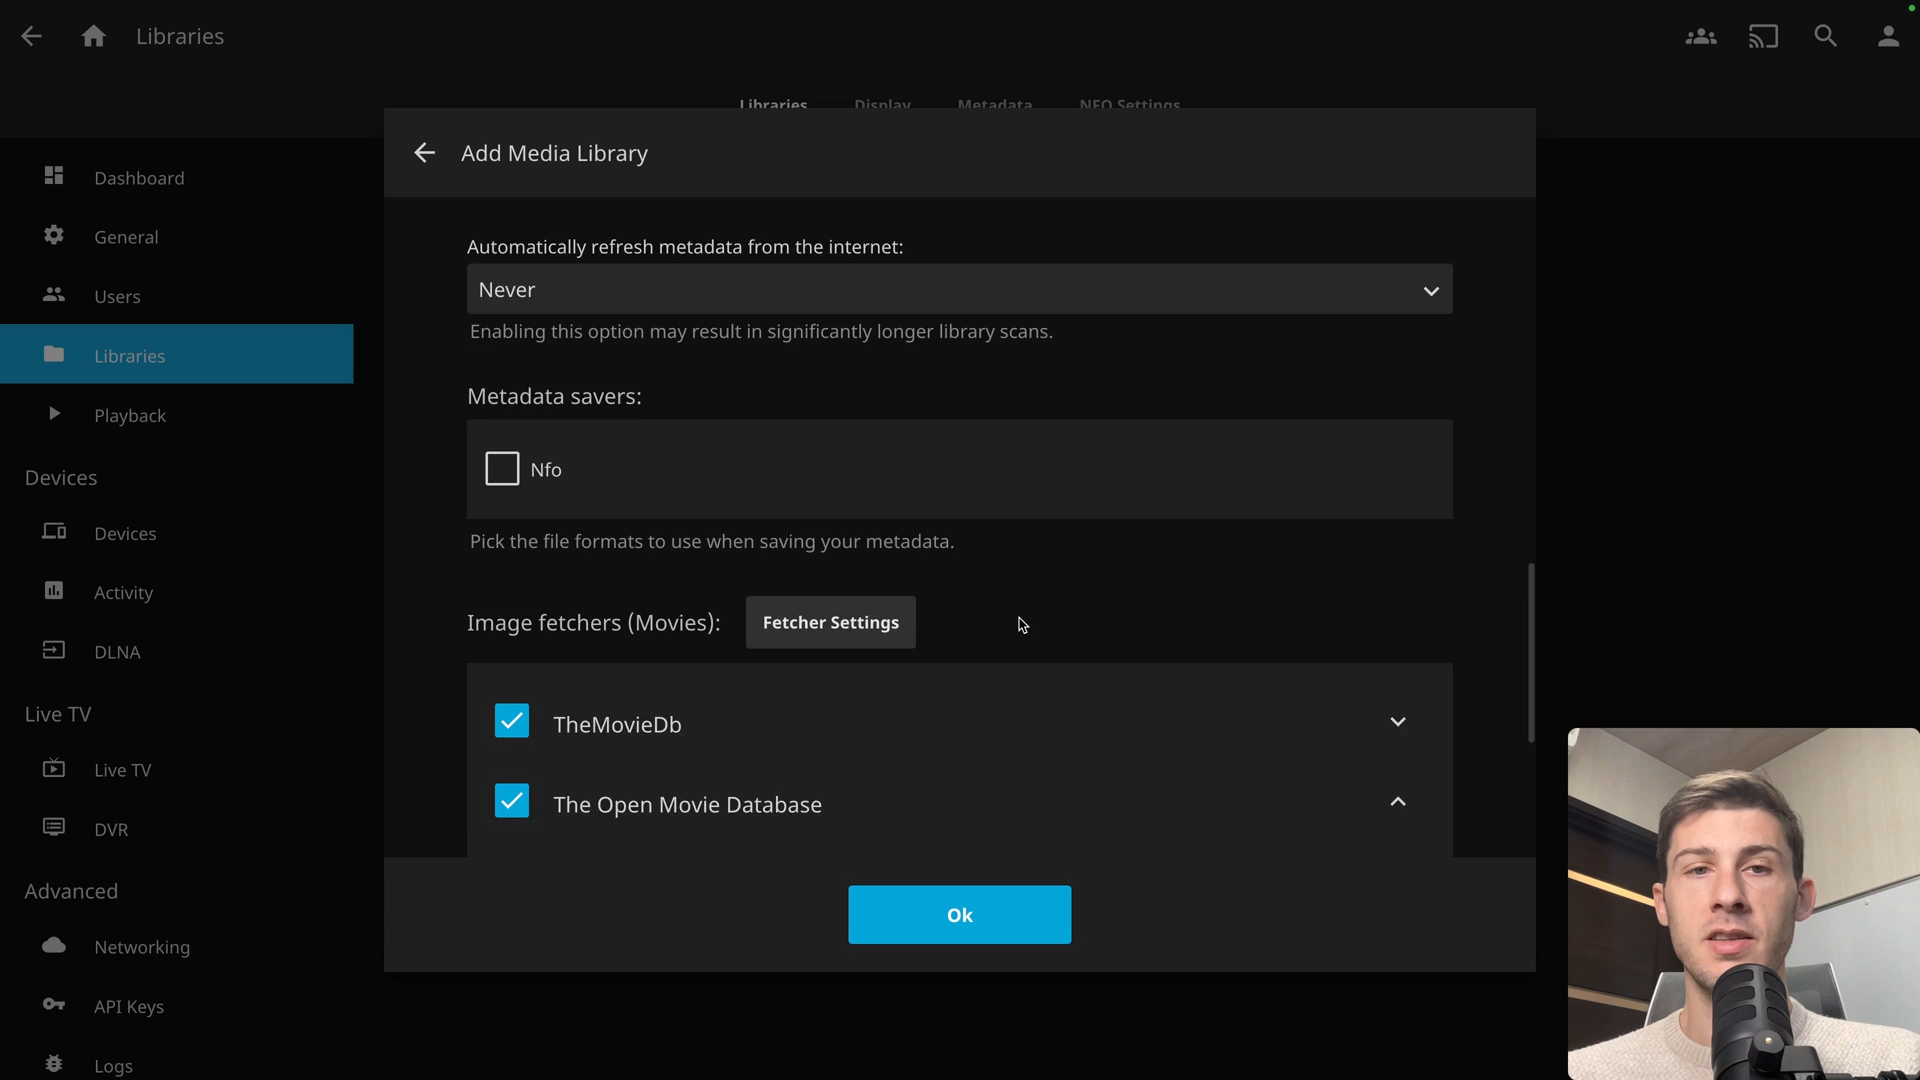 Libraries
Libraries
Display
Metadata
NFO Settings
Dashboard
General
Users
Libraries
Playback
Devices
Devices
Activity
DLNA
Live TV
Live TV
DVR
Advanced
Networking
API Keys
Logs
Add Media Library
Automatically refresh metadata from the internet:
Never
Enabling this option may result in significantly longer library scans.
Metadata savers:
Nfo
Pick the file formats to use when saving your metadata.
Image fetchers (Movies):
Fetcher Settings
TheMovieDb
The Open Movie Database
Ok